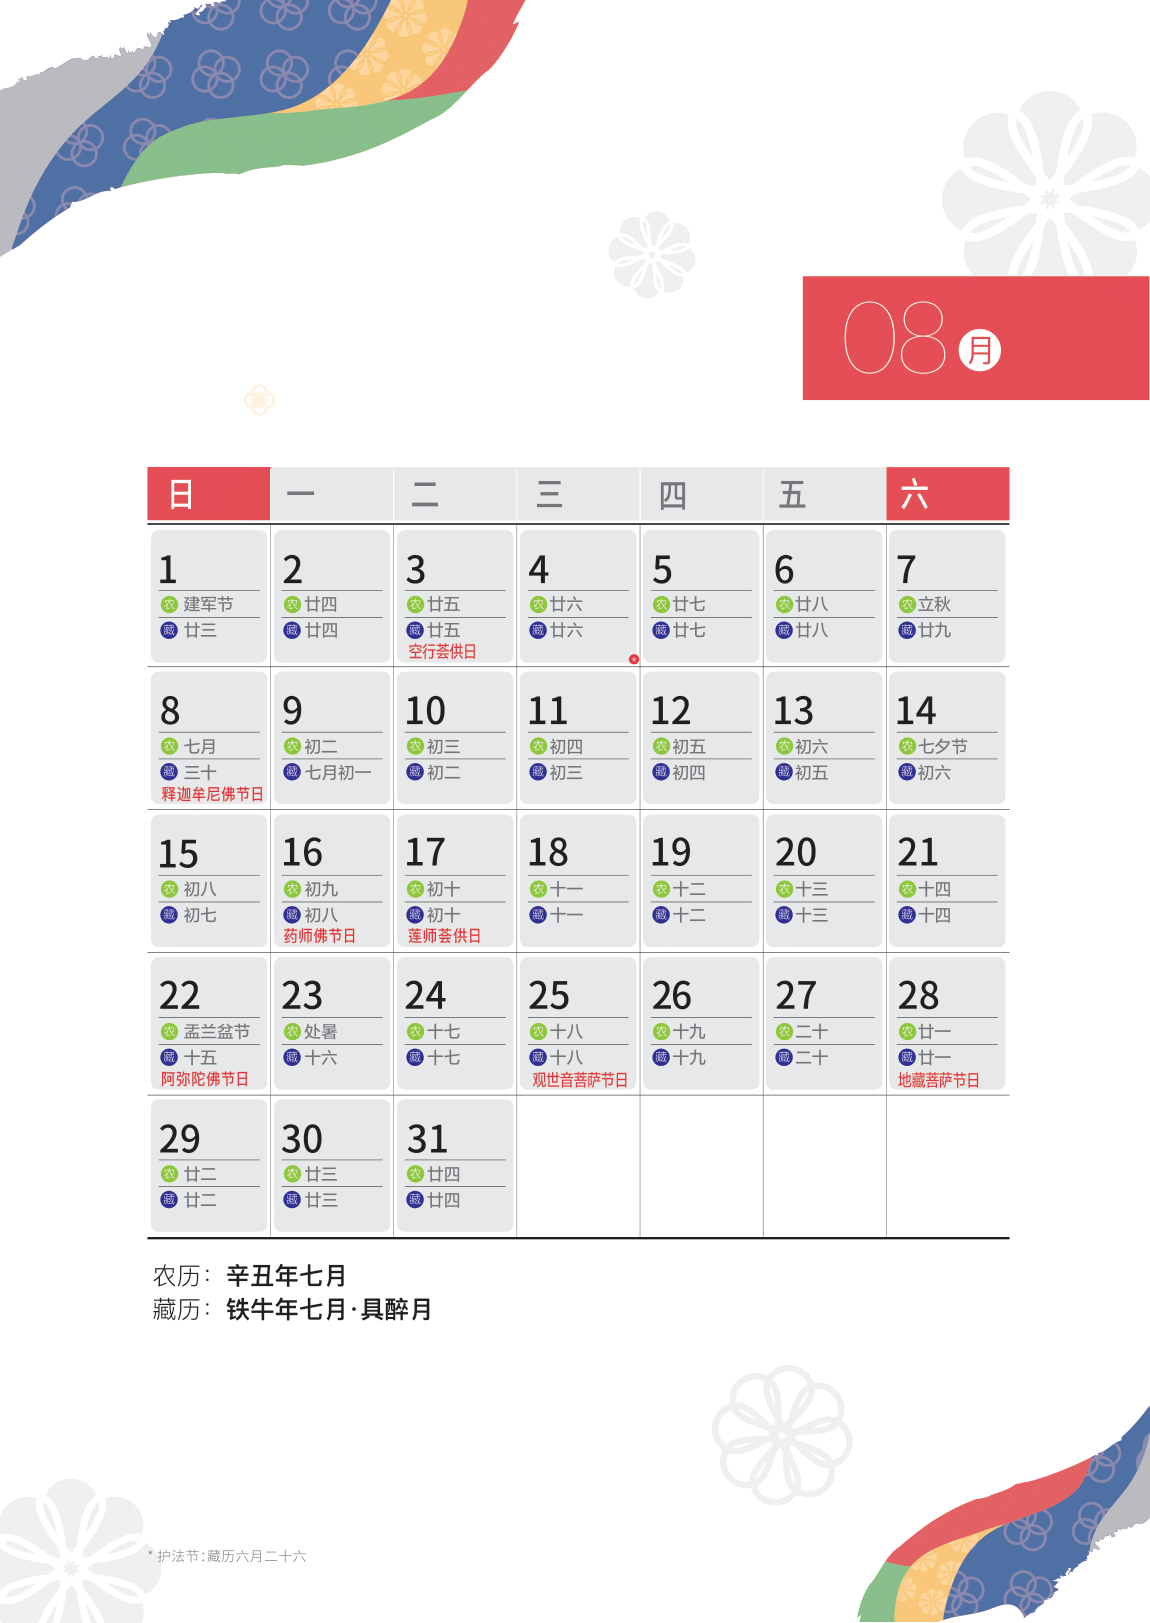 08 月
日 一 二 三 四 五 六
1 2 3 4 5 6 7
农 建军节 农 廿四 农 廿五 农 廿六 农 廿七 农 廿八 农 立秋
藏 廿三 藏 廿四 藏 廿五 藏 廿六 藏 廿七 藏 廿八 藏 廿九
空行荟供日 *
8 9 10 11 12 13 14
农 七月 农 初二 农 初三 农 初四 农 初五 农 初六 农 七夕节
藏 三十 藏 七月初一 藏 初二 藏 初三 藏 初四 藏 初五 藏 初六
释迦牟尼佛节日
15 16 17 18 19 20 21
农 初八 农 初九 农 初十 农 十一 农 十二 农 十三 农 十四
藏 初七 藏 初八 藏 初十 藏 十一 藏 十二 藏 十三 藏 十四
药师佛节日 莲师荟供日
22 23 24 25 26 27 28
农 盂兰盆节 农 处暑 农 十七 农 十八 农 十九 农 二十 农 廿一
藏 十五 藏 十六 藏 十七 藏 十八 藏 十九 藏 二十 藏 廿一
阿弥陀佛节日 观世音菩萨节日 地藏菩萨节日
29 30 31
农 廿二 农 廿三 农 廿四
藏 廿二 藏 廿三 藏 廿四
农历：辛丑年七月
藏历：铁牛年七月·具醉月
* 护法节：藏历六月二十六